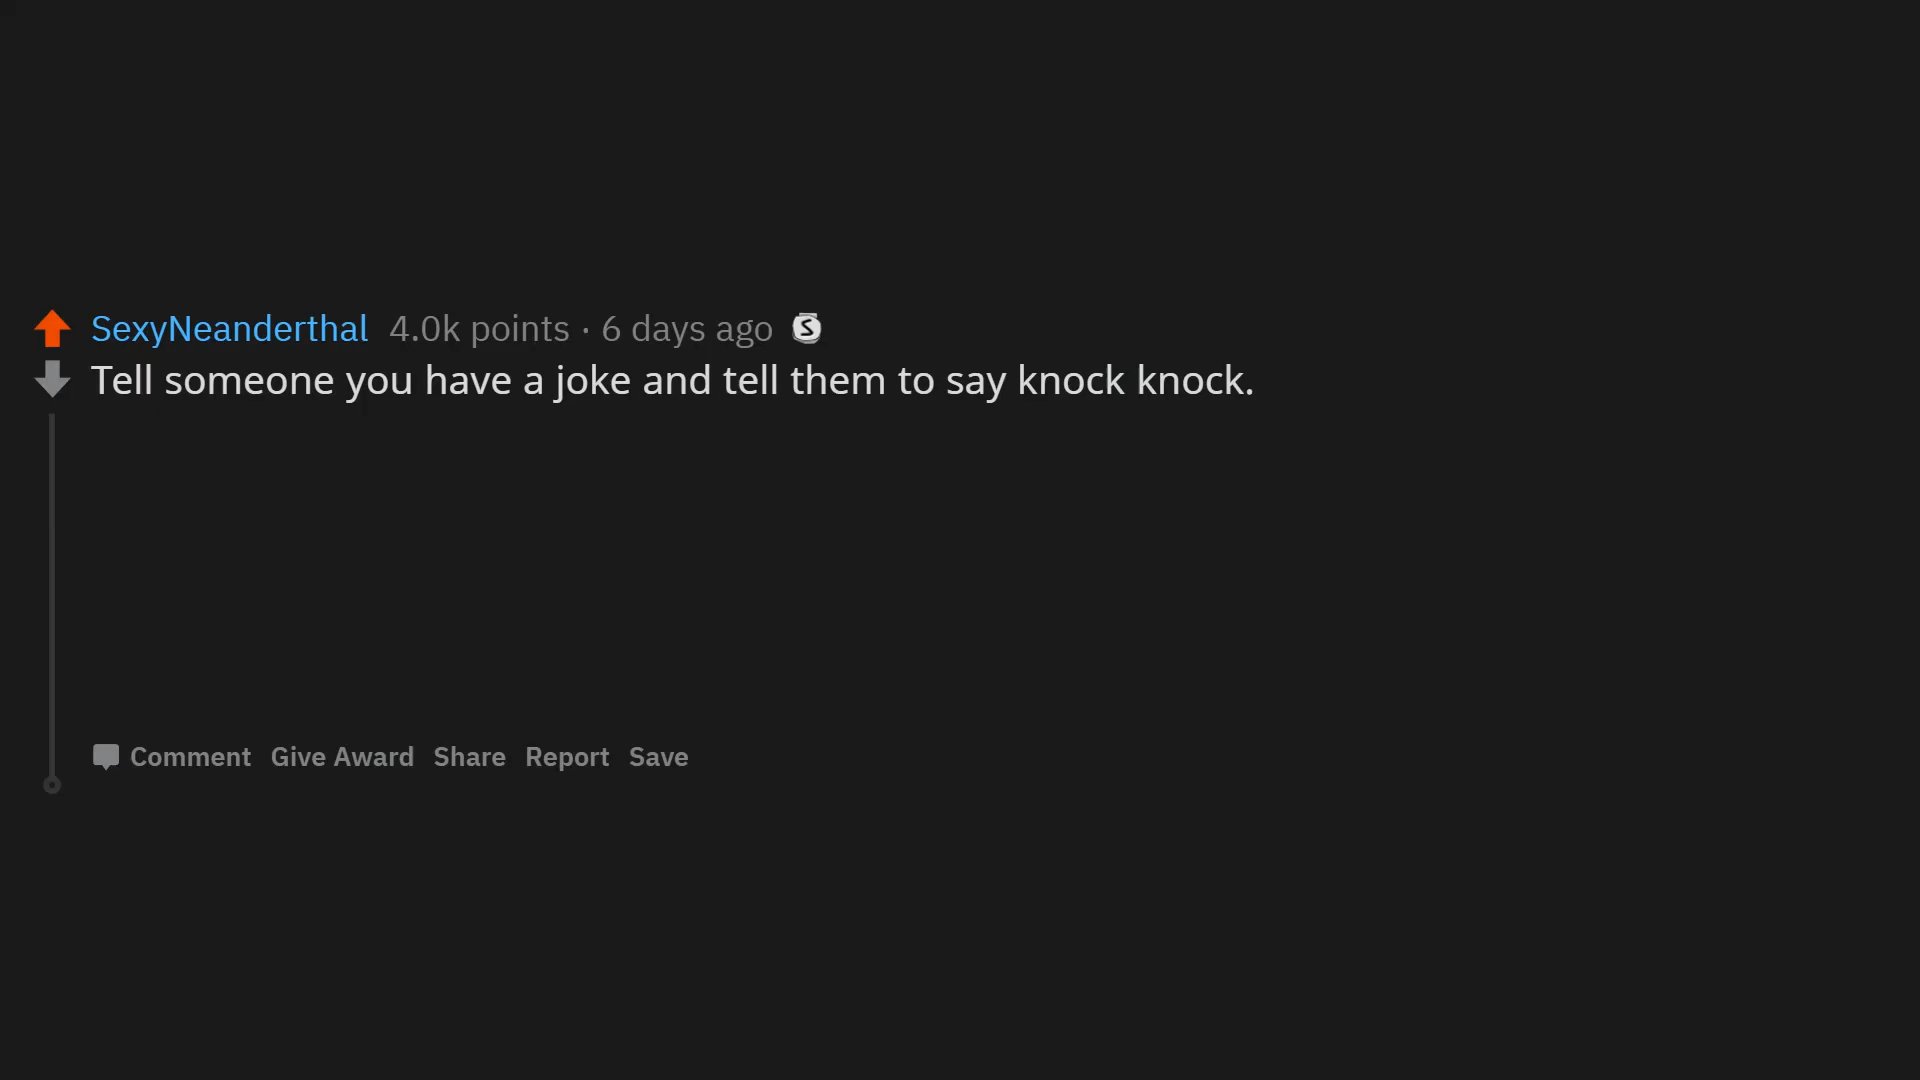 SexyNeanderthal 4.0k points · 6 days ago S
Tell someone you have a joke and tell them to say knock knock.
Comment Give Award Share Report Save